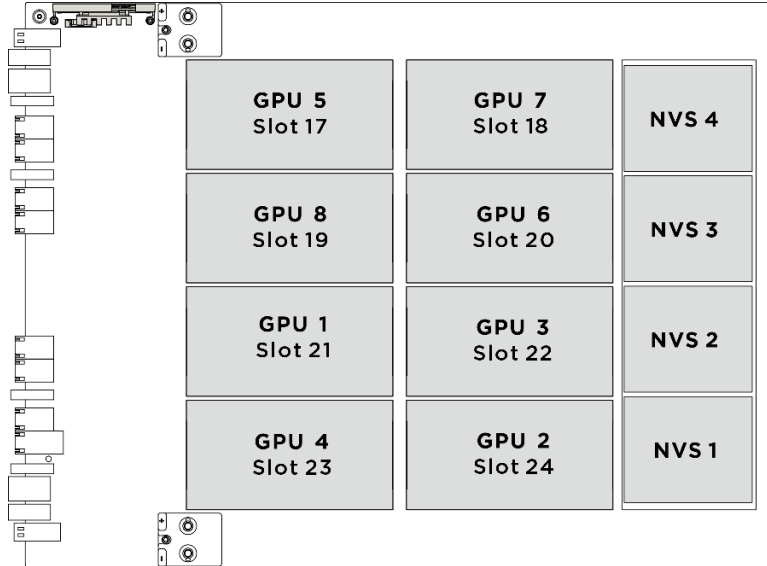 GPU 5
Slot 17
GPU 7
Slot 18
NVS 4
GPU 8
Slot 19
GPU 6
Slot 20
NVS 3
GPU 1
Slot 21
GPU 3
Slot 22
NVS 2
GPU 4
Slot 23
GPU 2
Slot 24
NVS 1